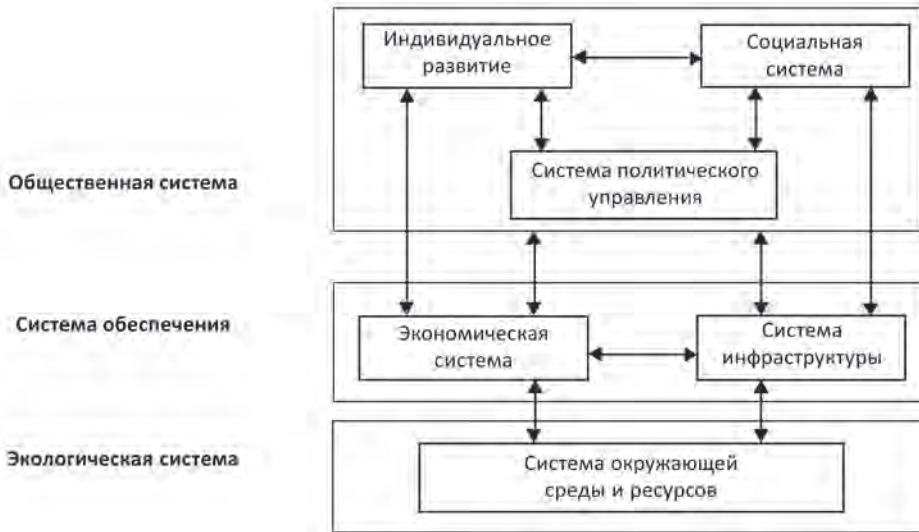 Индивидуальное
развитие
Социальная
система
Система политического
управления
Общественная система
Система обеспечения
Экономическая
система
Система
инфраструктуры
Экологическая система
Система окружающей
среды и ресурсов